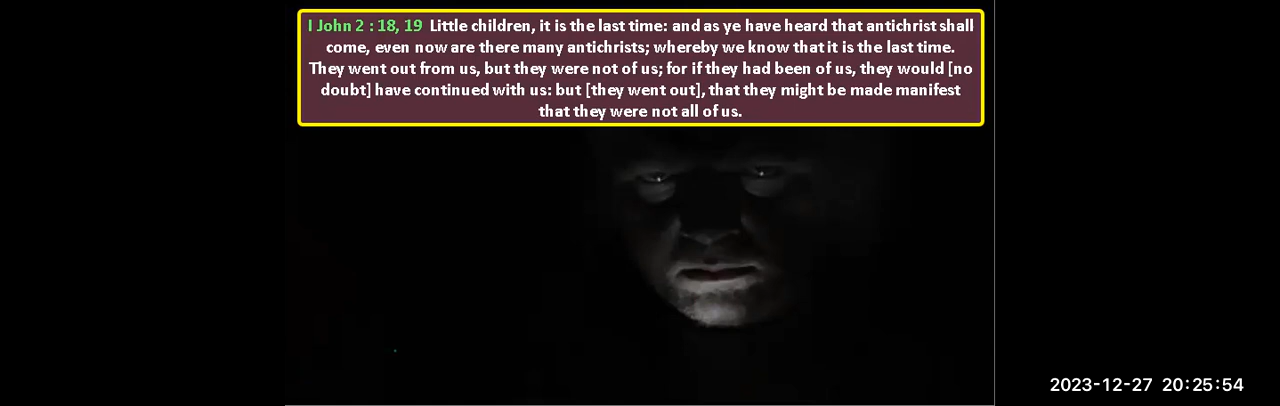 I John 2 : 18, 19 Little children, it is the last time: and as ye have heard that antichrist shall
come, even now are there many antichrists; whereby we know that it is the last time.
They went out from us, but they were not of us; for if they had been of us, they would [no
doubt] have continued with us: but [they went out], that they might be made manifest
that they were not all of us.
2023-12-27 20:25:54